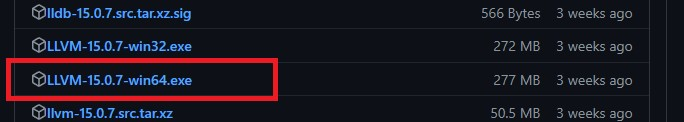 lldb-15.0.7.src.tar.xz.sig 566 Bytes 3 weeks ago
LLVM-15.0.7-win32.exe 272 MB 3 weeks ago
LLVM-15.0.7-win64.exe 277 MB 3 weeks ago
llvm-15.0.7.src.tar.xz 50.5 MB 3 weeks ago